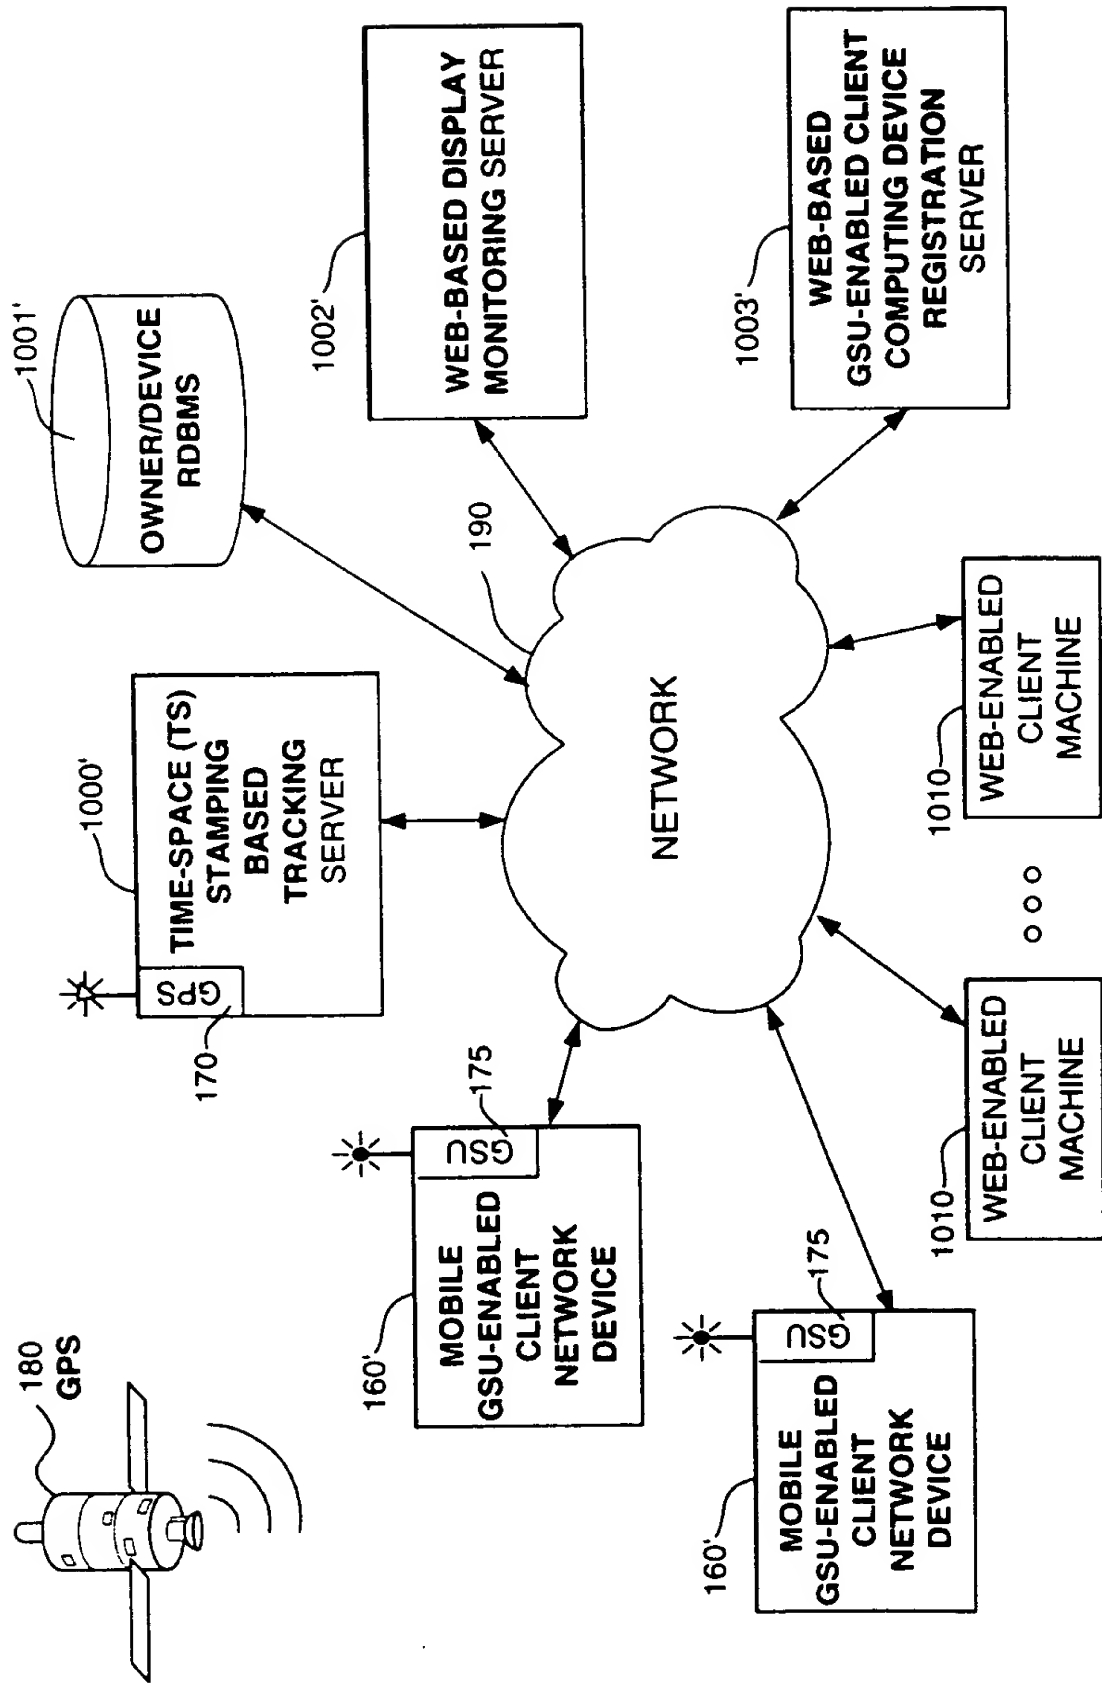 180
GPS
160'
MOBILE
GSU-ENABLED
CLIENT
NETWORK
DEVICE
GSU
175
170
GPS
1000'
TIME-SPACE (TS)
STAMPING
BASED
TRACKING
SERVER
1001'
OWNER/DEVICE
RDBMS
1002'
WEB-BASED DISPLAY
MONITORING SERVER
190
NETWORK
160'
MOBILE
GSU-ENABLED
CLIENT
NETWORK
DEVICE
GSU
175
1010
WEB-ENABLED
CLIENT
MACHINE
1010
WEB-ENABLED
CLIENT
MACHINE
1003'
WEB-BASED
GSU-ENABLED CLIENT
COMPUTING DEVICE
REGISTRATION
SERVER